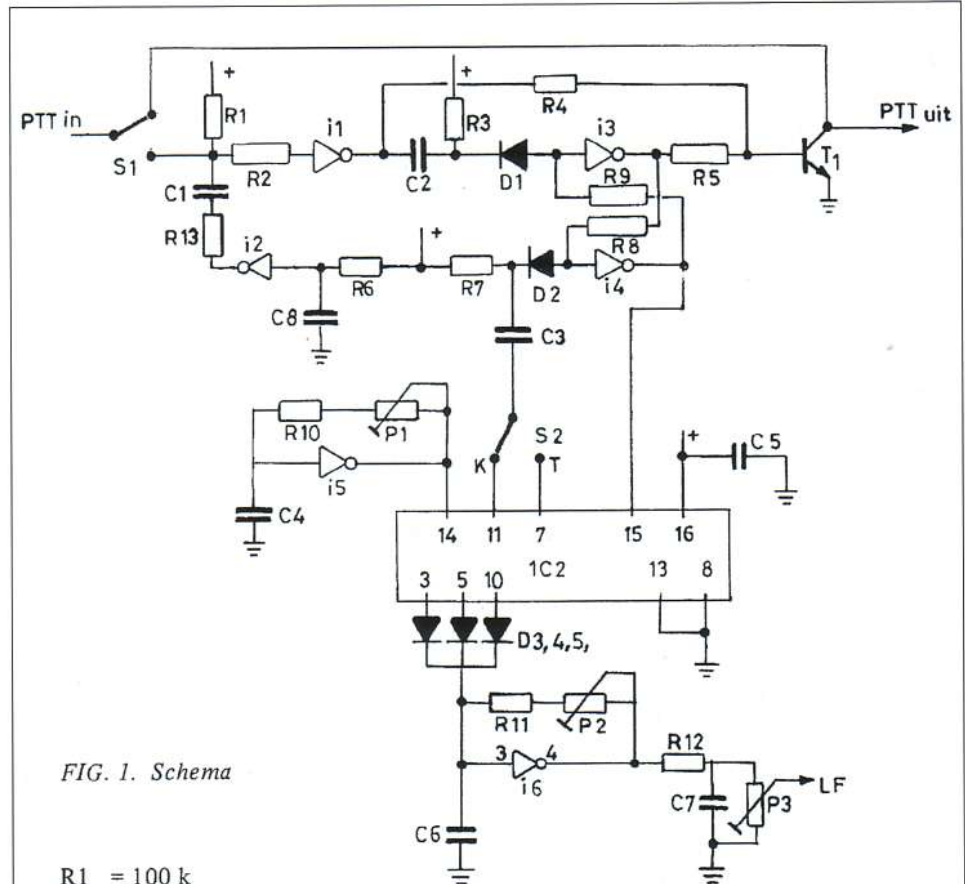 +
R1
PTT in
S1
R2
i1
C2
+
R3
R4
D1
i3
R9
R5
T1
PTT uit
C1
R13
i2
+
R6
R7
D2
R8
i4
C8
C3
R10
P1
i5
C4
K
S2
T
+
C5
14
11
7
15
16
1C2
3
5
10
13
8
D3,4,5,
R11
P2
3
4
i6
R12
C7
P3
LF
C6
FIG. 1. Schema
R1 = 100 k